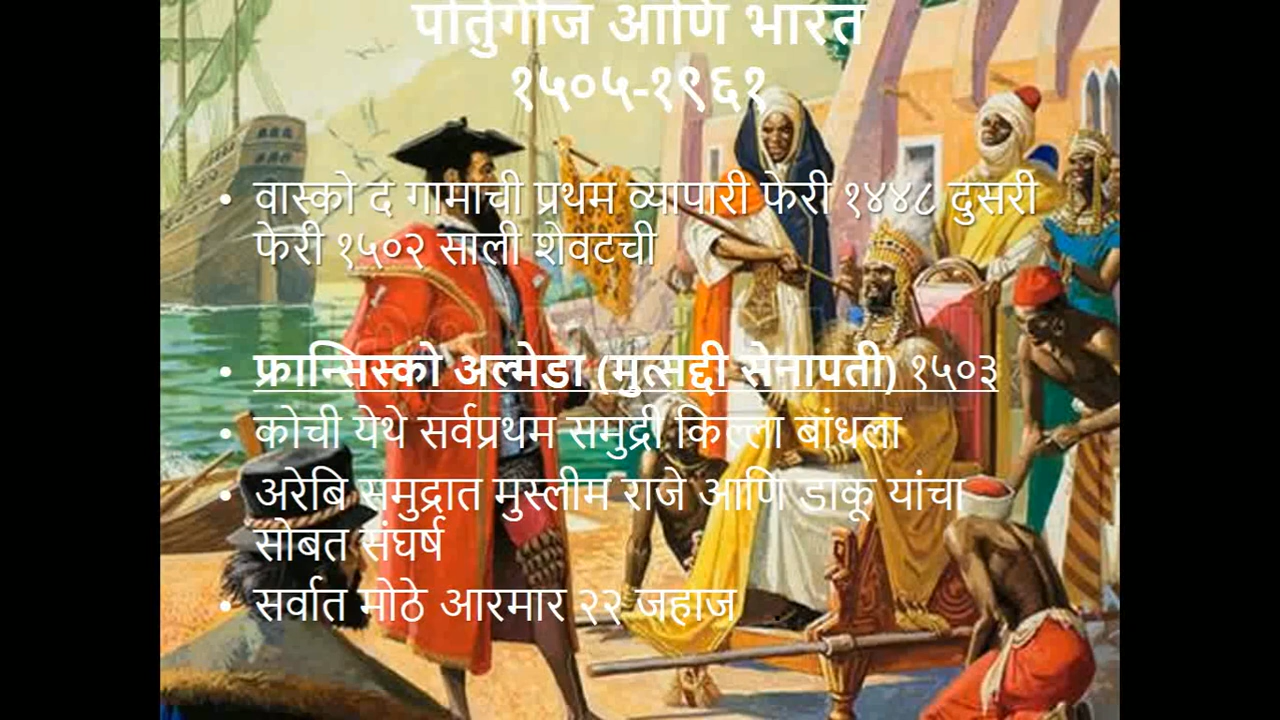 पोर्तुगीज आणि भारत
१५०५-१९६१
• वास्को द गामाची प्रथम व्यापारी फेरी १४४८ दुसरी
फेरी १५०२ साली शेवटची
• फ्रान्सिस्को अल्मेडा (मुत्सद्दी सेनापती) १५०३
• कोची येथे सर्वप्रथम समुद्री किल्ला बांधला
• अरेबि समुद्रात मुस्लीम राजे आणि डाकू यांचा
सोबत संघर्ष
• सर्वात मोठे आरमार २२ जहाज